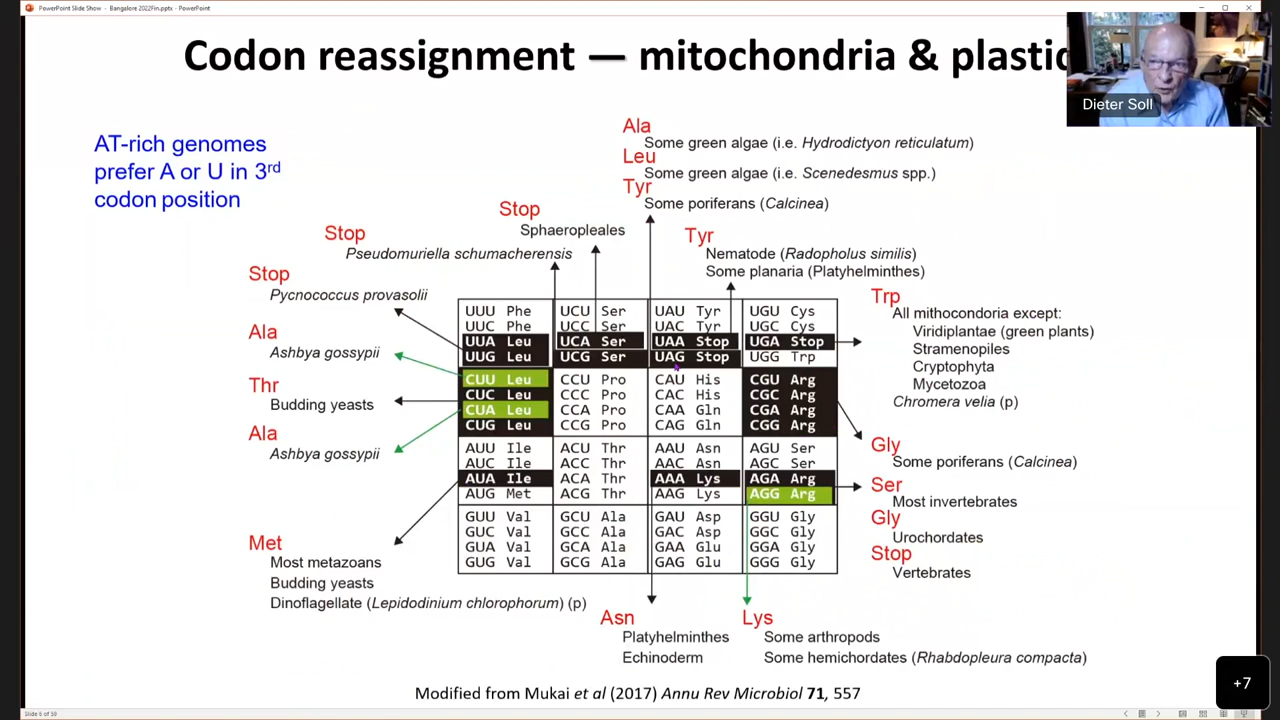 PowerPoint Slide Show - Bangalore 2022Fin.pptx - PowerPoint
Codon reassignment — mitochondria & plastid
Dieter Soll
AT-rich genomes
prefer A or U in 3rd
codon position
Ala
Some green algae (i.e. Hydrodictyon reticulatum)
Leu
Some green algae (i.e. Scenedesmus spp.)
Tyr
Some poriferans (Calcinea)
Stop
Sphaeropleales
Stop
Pseudomuriella schumacherensis
Tyr
Nematode (Radopholus similis)
Some planaria (Platyhelminthes)
Stop
Pycnococcus provasolii
Ala
Ashbya gossypii
Thr
Budding yeasts
Ala
Ashbya gossypii
Met
Most metazoans
Budding yeasts
Dinoflagellate (Lepidodinium chlorophorum) (p)
UUU Phe UCU Ser UAU Tyr UGU Cys
UUC Phe UCC Ser UAC Tyr UGC Cys
UUA Leu UCA Ser UAA Stop UGA Stop
UUG Leu UCG Ser UAG Stop UGG Trp
CUU Leu CCU Pro CAU His CGU Arg
CUC Leu CCC Pro CAC His CGC Arg
CUA Leu CCA Pro CAA Gln CGA Arg
CUG Leu CCG Pro CAG Gln CGG Arg
AUU Ile ACU Thr AAU Asn AGU Ser
AUC Ile ACC Thr AAC Asn AGC Ser
AUA Ile ACA Thr AAA Lys AGA Arg
AUG Met ACG Thr AAG Lys AGG Arg
GUU Val GCU Ala GAU Asp GGU Gly
GUC Val GCC Ala GAC Asp GGC Gly
GUA Val GCA Ala GAA Glu GGA Gly
GUG Val GCG Ala GAG Glu GGG Gly
Trp
All mithocondoria except:
Viridiplantae (green plants)
Stramenopiles
Cryptophyta
Mycetozoa
Chromera velia (p)
Gly
Some poriferans (Calcinea)
Ser
Most invertebrates
Gly
Urochordates
Stop
Vertebrates
Asn
Platyhelminthes
Echinoderm
Lys
Some arthropods
Some hemichordates (Rhabdopleura compacta)
Modified from Mukai et al (2017) Annu Rev Microbiol 71, 557
+7
Slide 6 of 59